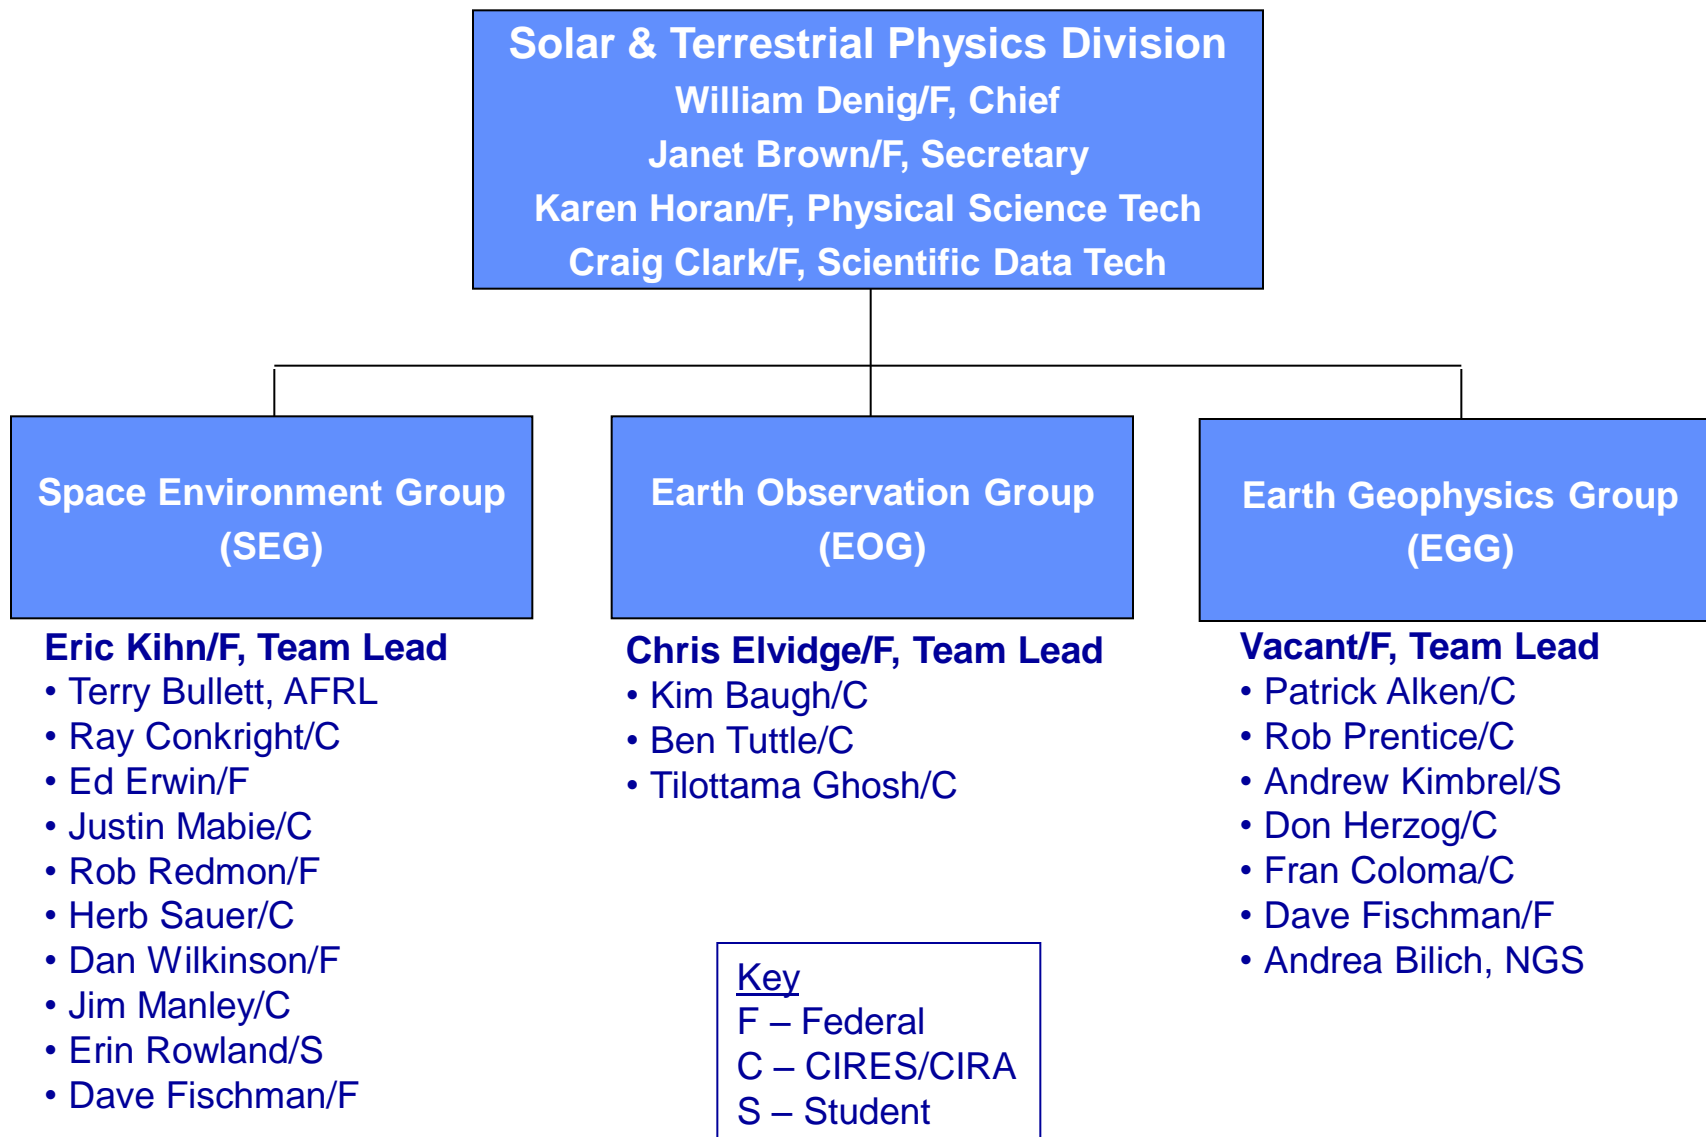 Solar & Terrestrial Physics Division
William Denig/F, Chief
Janet Brown/F, Secretary
Karen Horan/F, Physical Science Tech
Craig Clark/F, Scientific Data Tech
Space Environment Group
(SEG)
Eric Kihn/F, Team Lead
• Terry Bullett, AFRL
• Ray Conkright/C
• Ed Erwin/F
• Justin Mabie/C
• Rob Redmon/F
• Herb Sauer/C
• Dan Wilkinson/F
• Jim Manley/C
• Erin Rowland/S
• Dave Fischman/F
Earth Observation Group
(EOG)
Chris Elvidge/F, Team Lead
• Kim Baugh/C
• Ben Tuttle/C
• Tilottama Ghosh/C
Earth Geophysics Group
(EGG)
Vacant/F, Team Lead
• Patrick Alken/C
• Rob Prentice/C
• Andrew Kimbrel/S
• Don Herzog/C
• Fran Coloma/C
• Dave Fischman/F
• Andrea Bilich, NGS
Key
F – Federal
C – CIRES/CIRA
S – Student